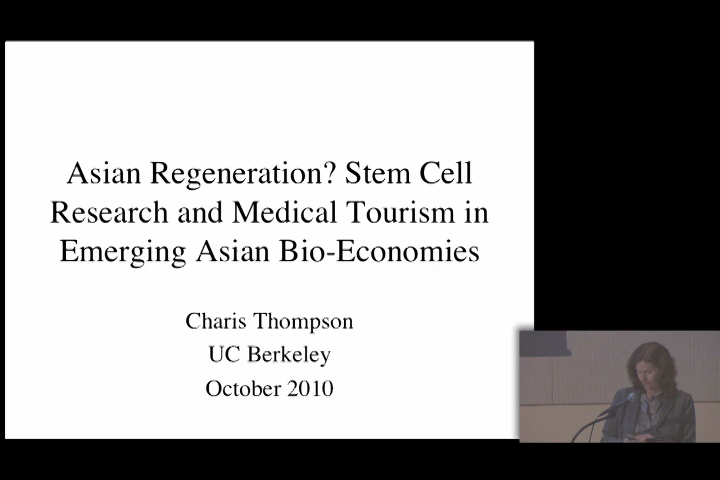 Asian Regeneration? Stem Cell
Research and Medical Tourism in
Emerging Asian Bio-Economies
Charis Thompson
UC Berkeley
October 2010